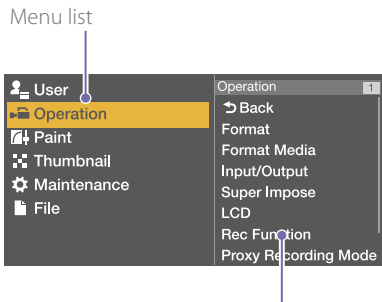 Menu list
User
Operation
Paint
Thumbnail
Maintenance
File
Operation 1
Back
Format
Format Media
Input/Output
Super Impose
LCD
Rec Function
Proxy Recording Mode